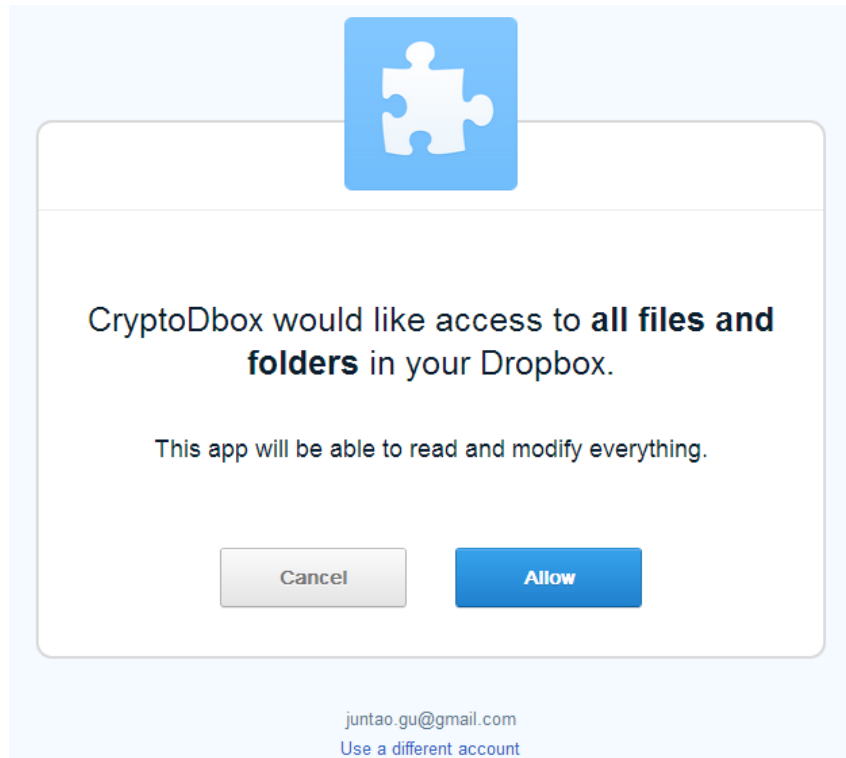 CryptoDbox would like access to all files and
folders in your Dropbox.
This app will be able to read and modify everything.
Cancel
Allow
juntao.gu@gmail.com
Use a different account